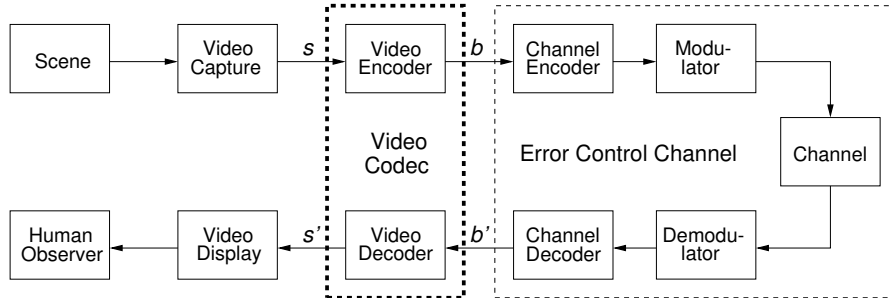 Scene
Video
Capture
s
Video
Encoder
b
Channel
Encoder
Modu-
lator
Video
Codec
Error Control Channel
Channel
Human
Observer
Video
Display
s'
Video
Decoder
b'
Channel
Decoder
Demodu-
lator